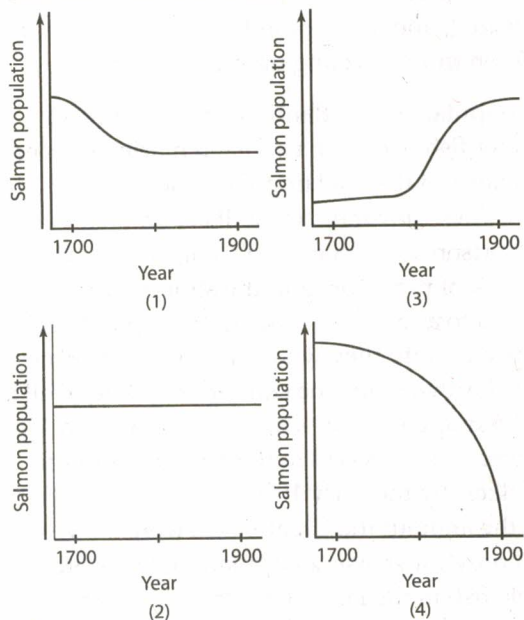 Salmon population
1700
1900
Year
(1)
Salmon population
1700
1900
Year
(3)
Salmon population
1700
1900
Year
(2)
Salmon population
1700
1900
Year
(4)